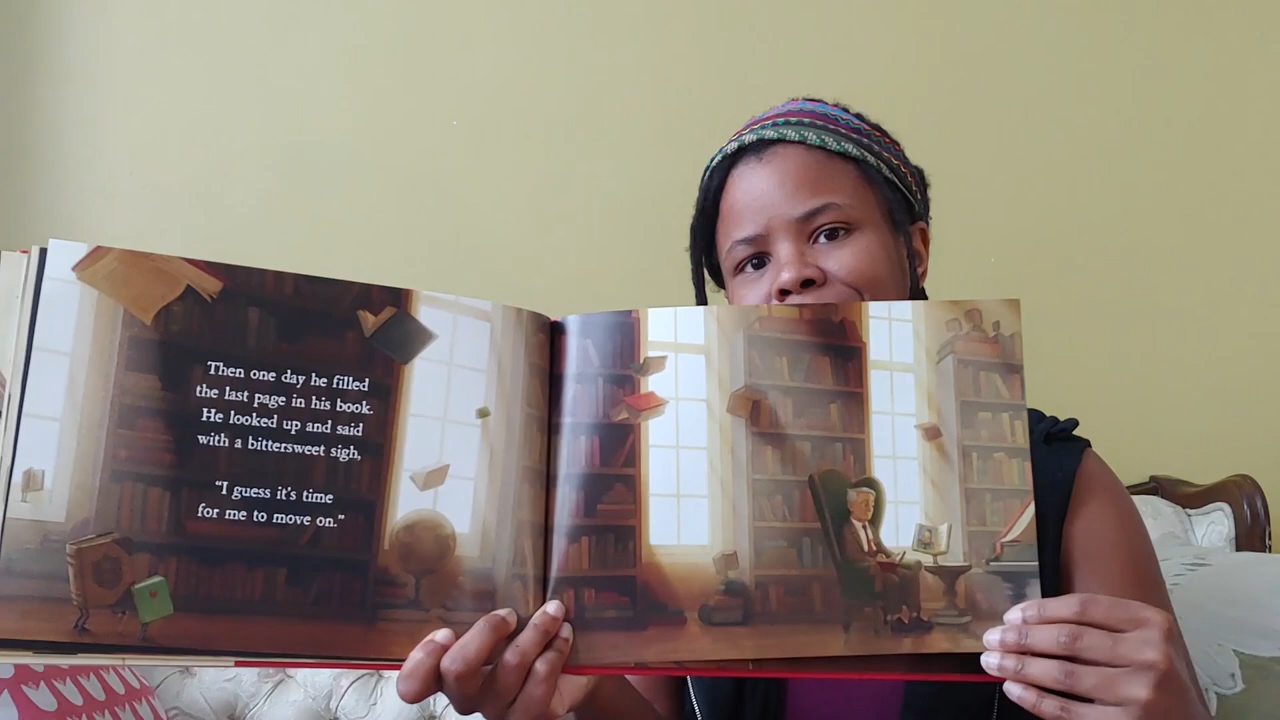 Then one day he filled
the last page in his book.
He looked up and said
with a bittersweet sigh,
“I guess it’s time
for me to move on.”